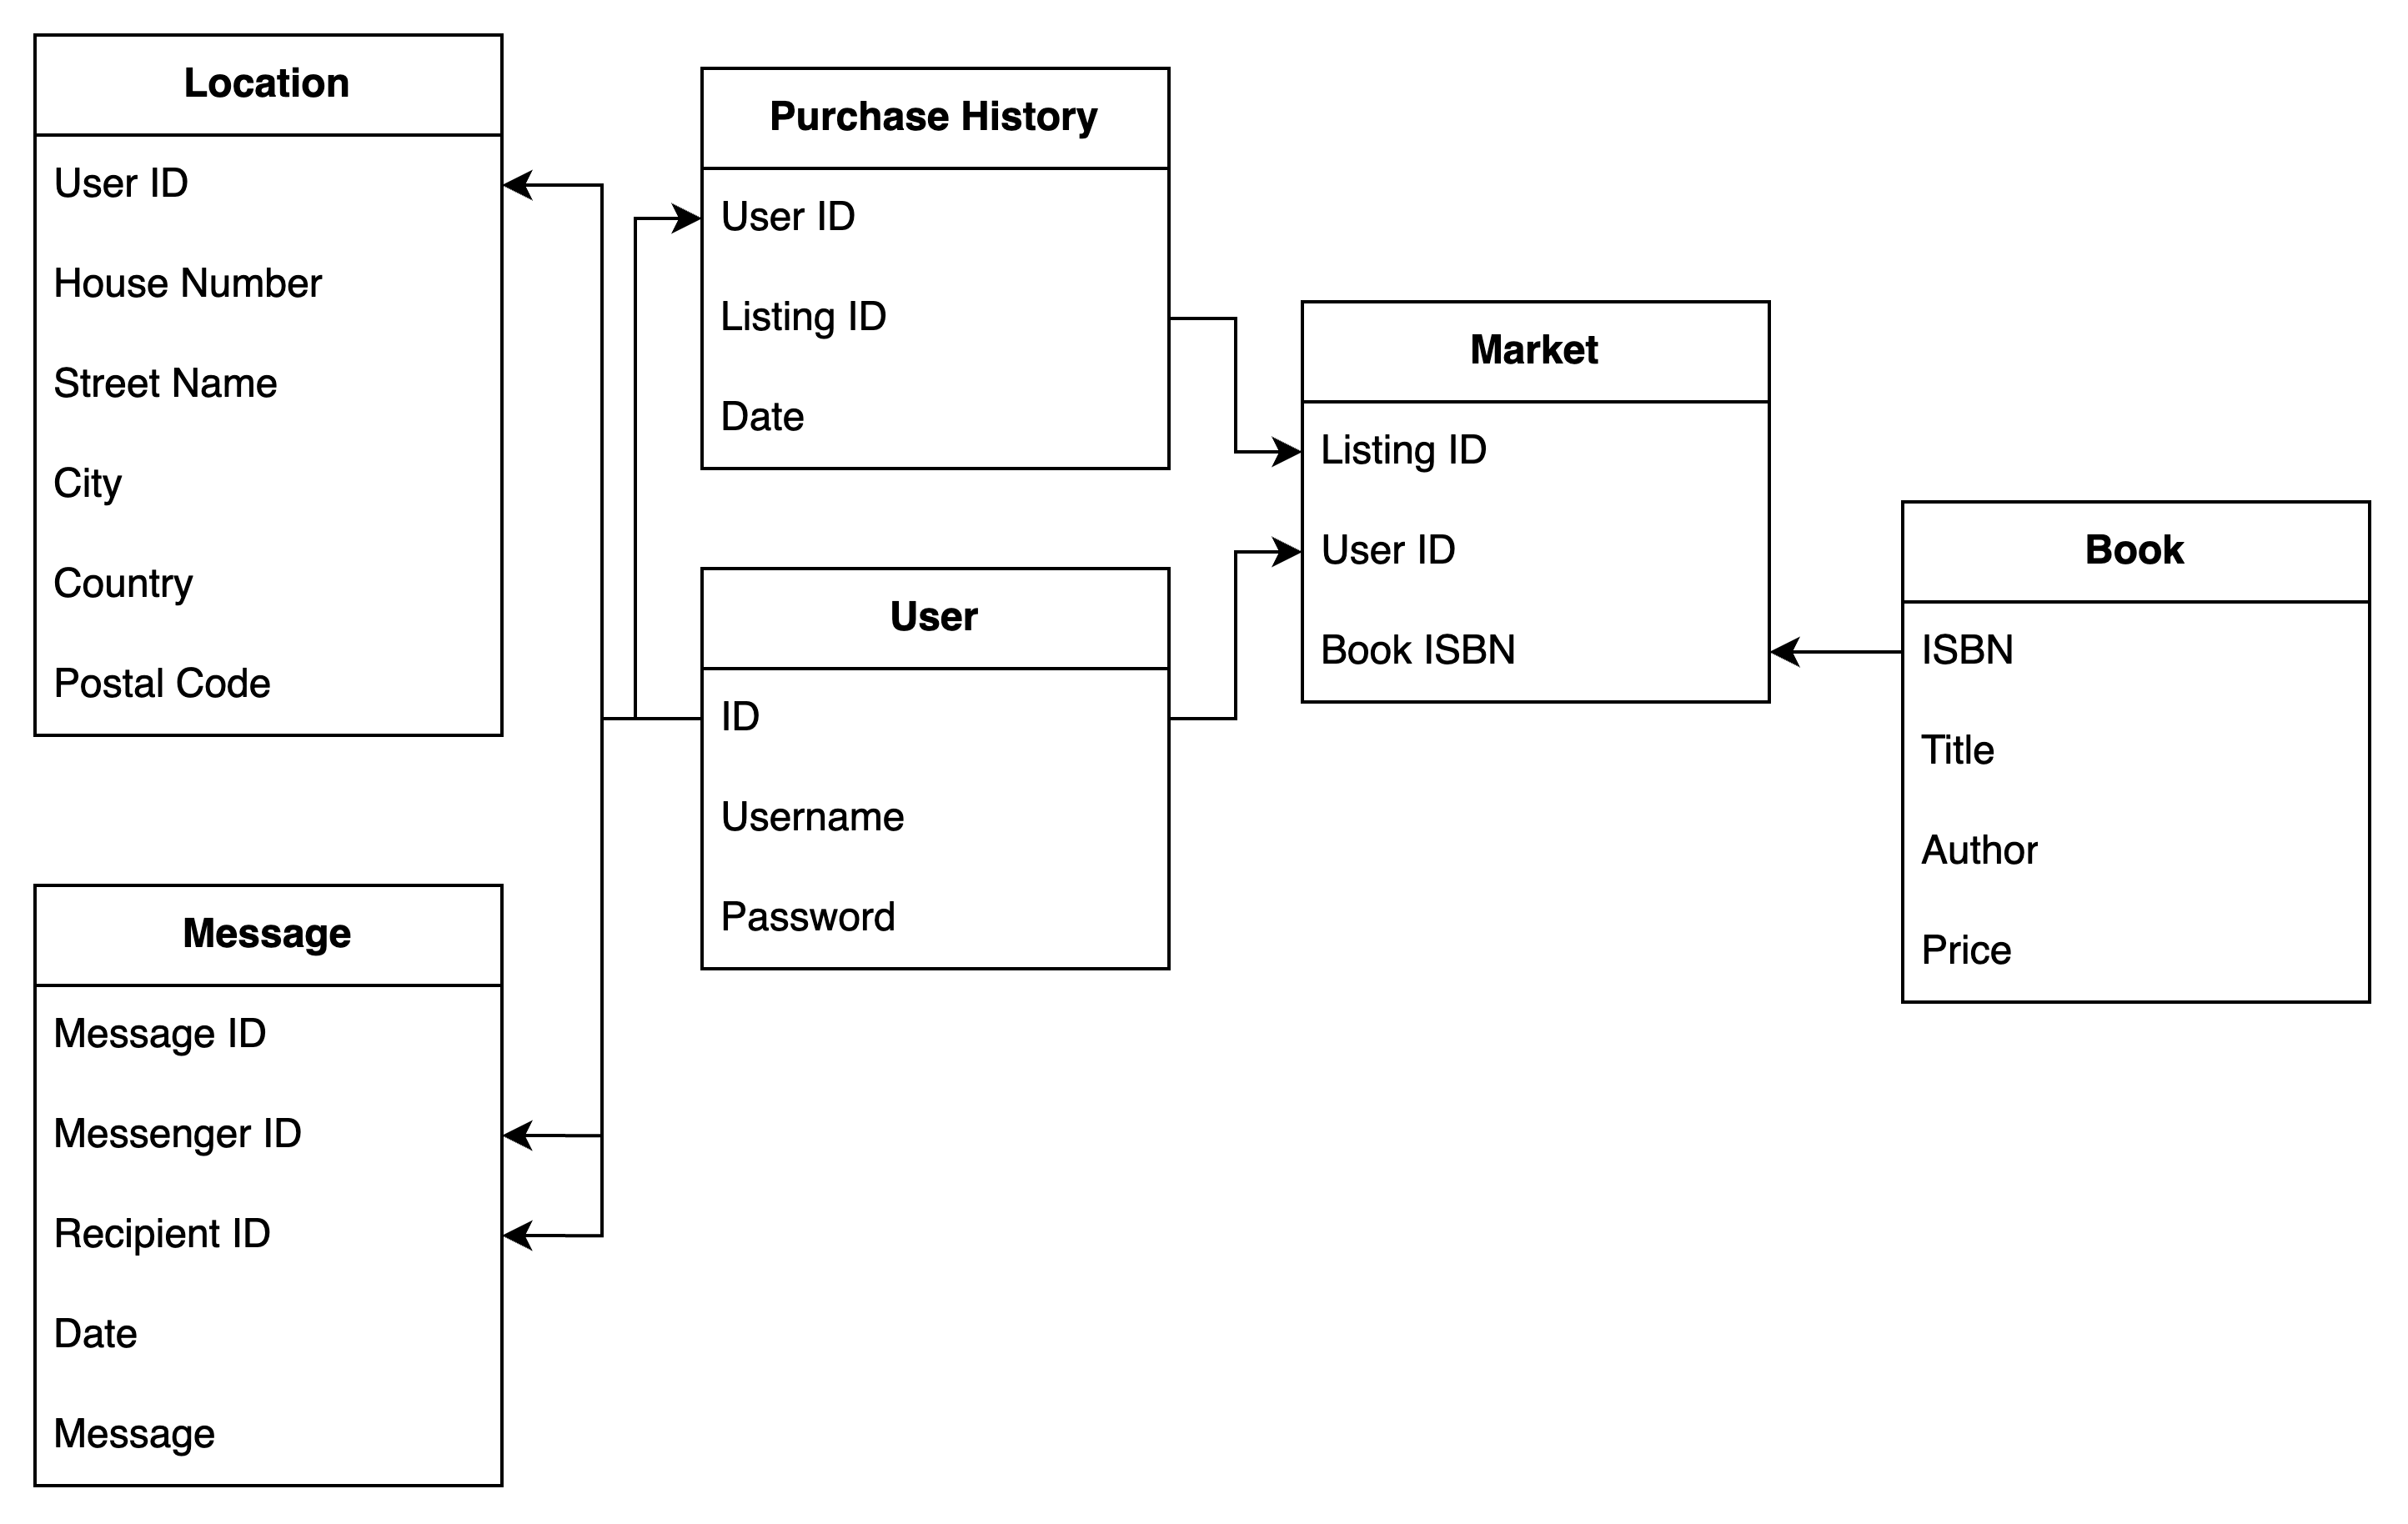 Location
User ID
House Number
Street Name
City
Country
Postal Code
Purchase History
User ID
Listing ID
Date
Market
Listing ID
User ID
Book ISBN
Book
ISBN
Title
Author
Price
User
ID
Username
Password
Message
Message ID
Messenger ID
Recipient ID
Date
Message